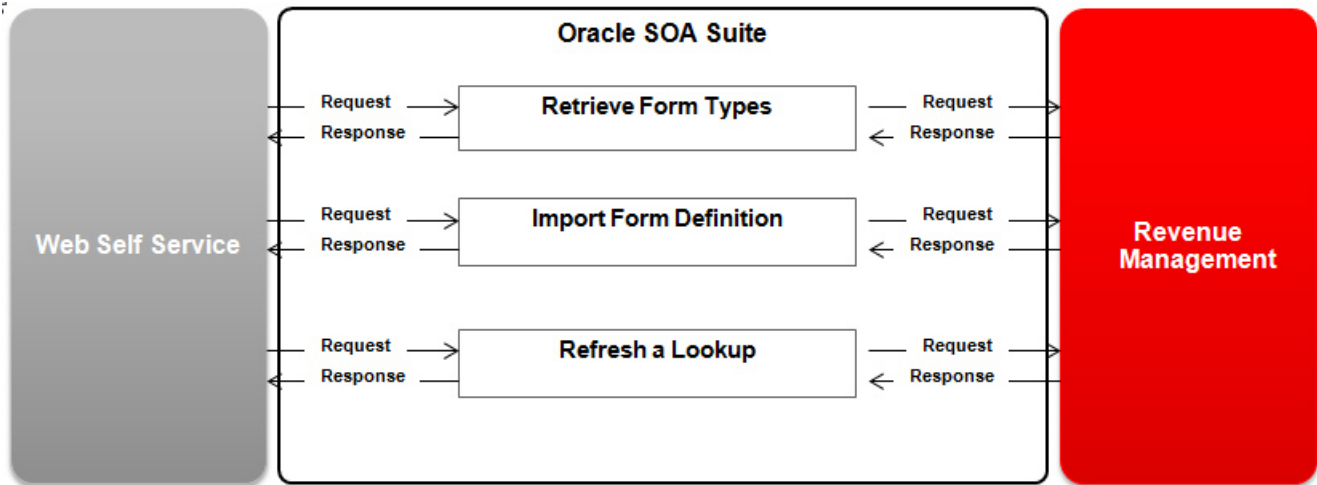 Oracle SOA Suite
Request
Retrieve Form Types
Request
Response
Response
Web Self Service
Request
Import Form Definition
Request
Response
Response
Revenue
Management
Request
Refresh a Lookup
Request
Response
Response